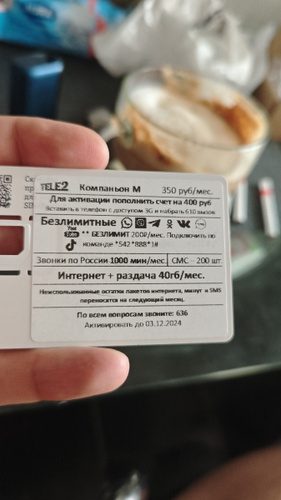 TELE2 Компаньон М 350 руб/мес.
Для активации пополнить счет на 400 руб
Вставить в телефон с доступом 3G и набрать 610 вызов
Безлимитные
You Tube ** БЕЗЛИМИТ 200Р/мес. Подключить по
команде *542*888*1#
Звонки по России 1000 мин/мес. СМС – 200 шт
Интернет + раздача 40гб/мес.
Неиспользованные остатки пакетов интернета, минут и SMS
переносятся на следующий месяц.
По всем вопросам звоните: 636
Активировать до 03.12.2024